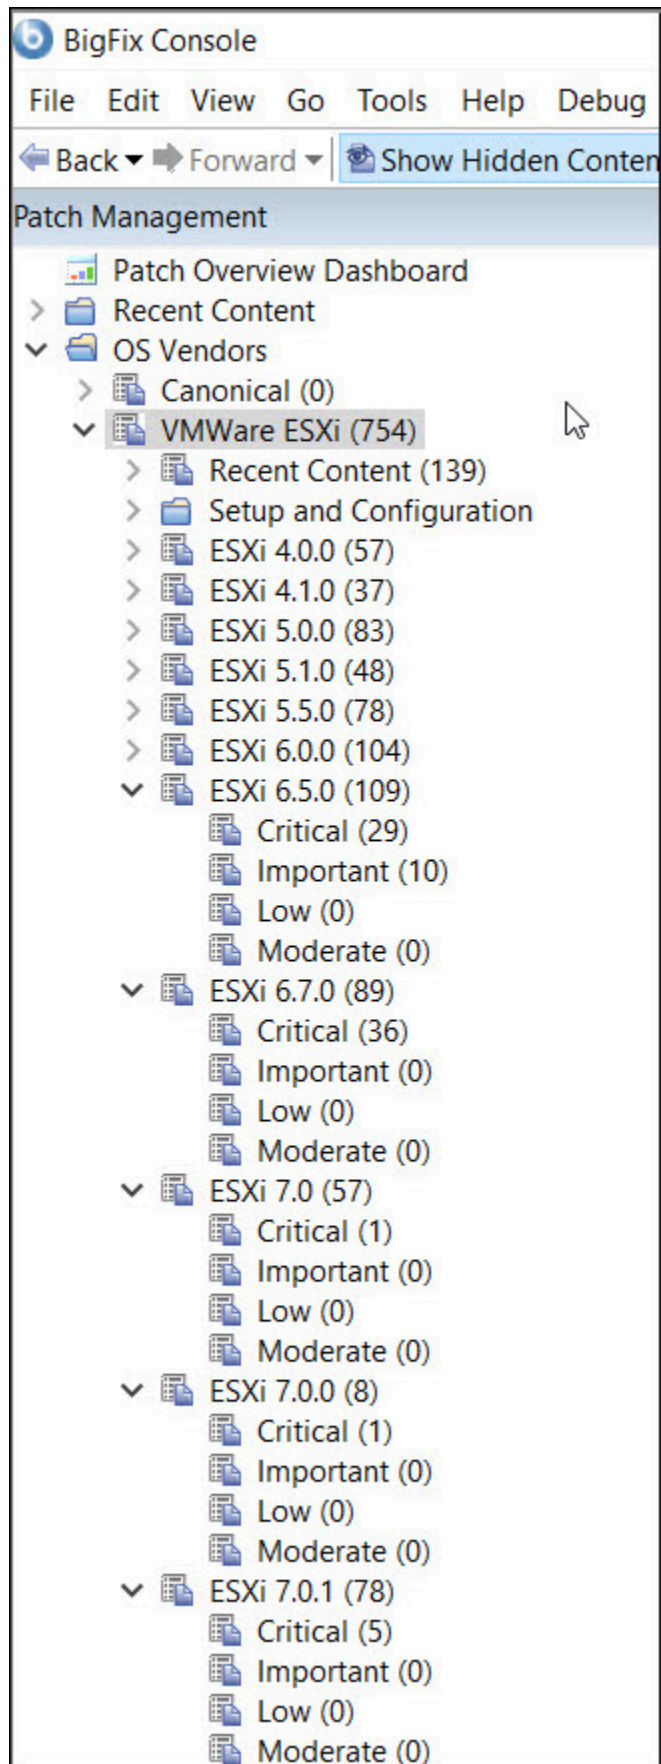 BigFix Console
File Edit View Go Tools Help Debug
Back Forward Show Hidden Conten
Patch Management
Patch Overview Dashboard
Recent Content
OS Vendors
Canonical (0)
VMWare ESXi (754)
Recent Content (139)
Setup and Configuration
ESXi 4.0.0 (57)
ESXi 4.1.0 (37)
ESXi 5.0.0 (83)
ESXi 5.1.0 (48)
ESXi 5.5.0 (78)
ESXi 6.0.0 (104)
ESXi 6.5.0 (109)
Critical (29)
Important (10)
Low (0)
Moderate (0)
ESXi 6.7.0 (89)
Critical (36)
Important (0)
Low (0)
Moderate (0)
ESXi 7.0 (57)
Critical (1)
Important (0)
Low (0)
Moderate (0)
ESXi 7.0.0 (8)
Critical (1)
Important (0)
Low (0)
Moderate (0)
ESXi 7.0.1 (78)
Critical (5)
Important (0)
Low (0)
Moderate (0)